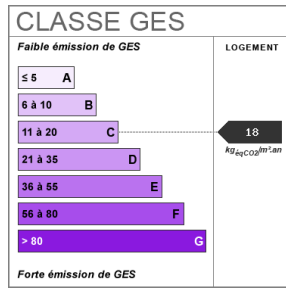 CLASSE GES
Faible émission de GES
LOGEMENT
≤ 5 A
6 à 10 B
11 à 20 C
18
kgéqCO2/m².an
21 à 35 D
36 à 55 E
56 à 80 F
> 80 G
Forte émission de GES